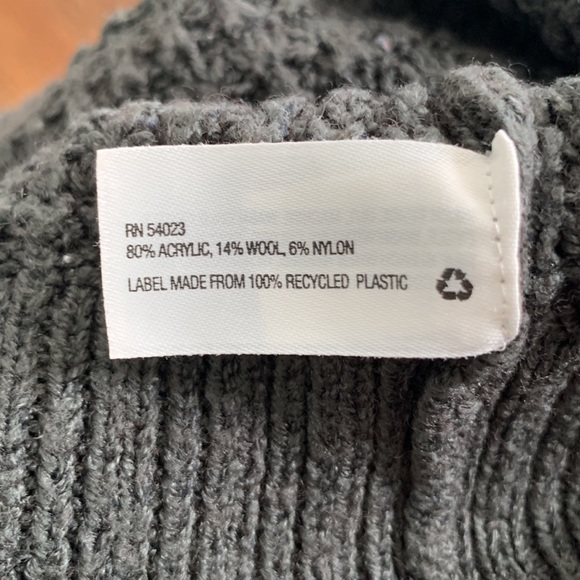 RN 54023
80% ACRYLIC, 14% WOOL, 6% NYLON
LABEL MADE FROM 100% RECYCLED PLASTIC